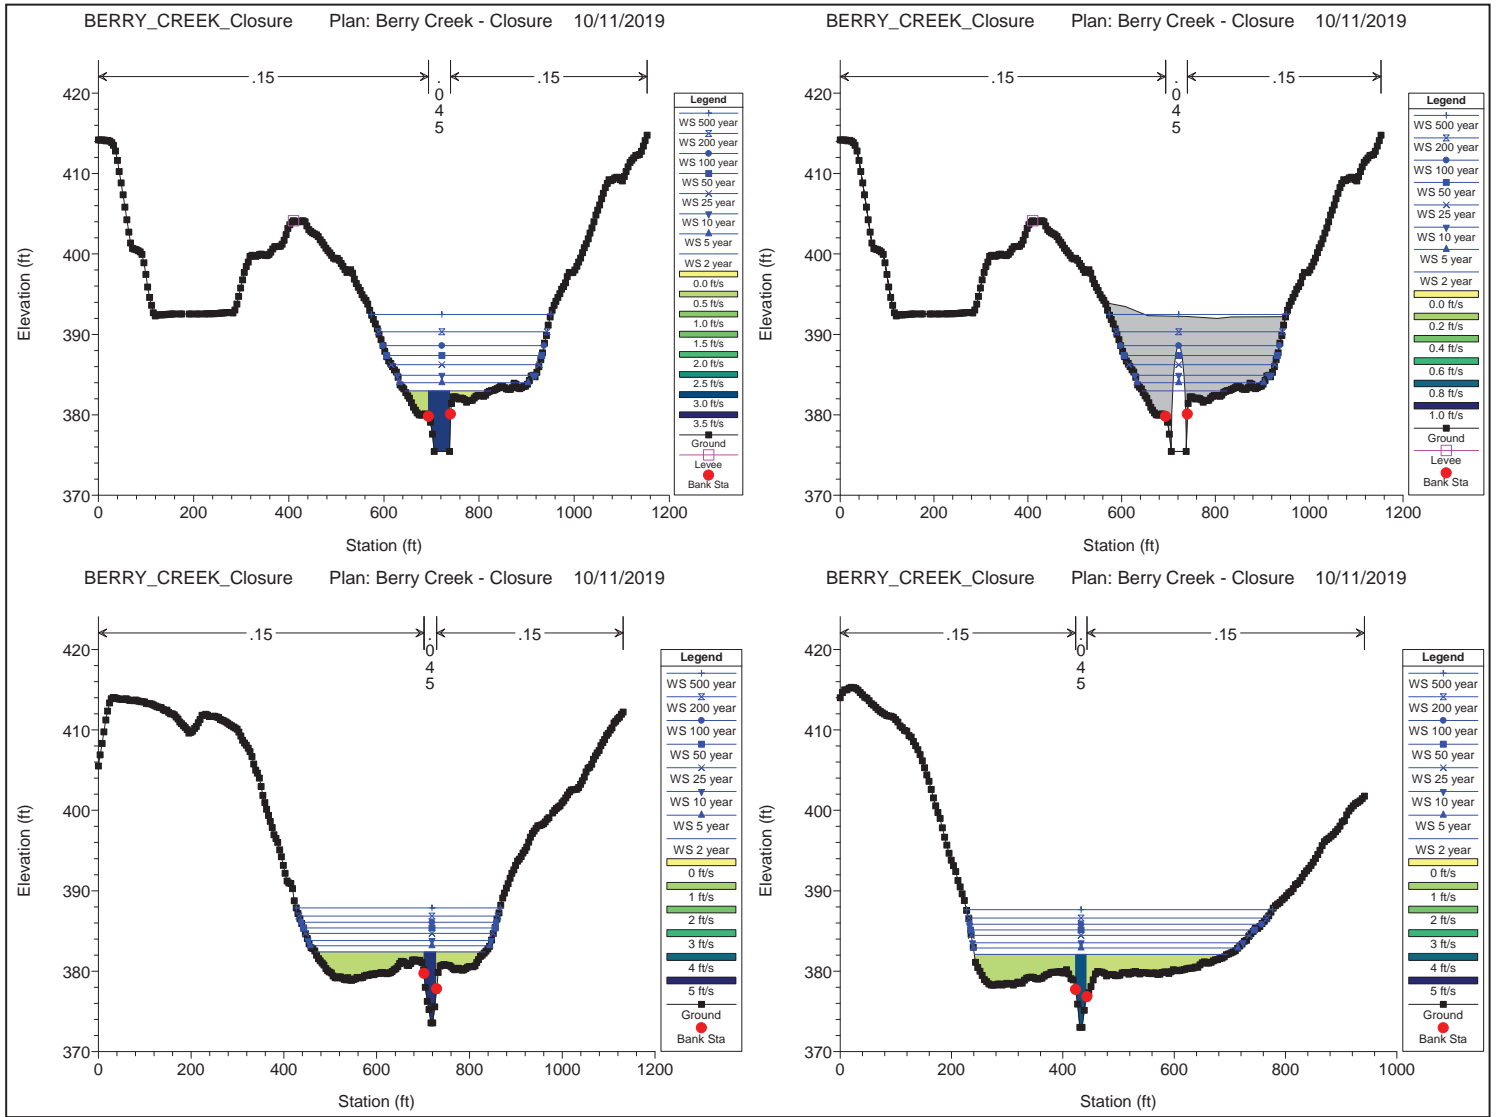 BERRY_CREEK_Closure Plan: Berry Creek - Closure 10/11/2019
.15
.045
.15
Elevation (ft)
420
410
400
390
380
370
0 200 400 600 800 1000 1200
Station (ft)
Legend
WS 500 year
WS 200 year
WS 100 year
WS 50 year
WS 25 year
WS 10 year
WS 5 year
WS 2 year
0.0 ft/s
0.5 ft/s
1.0 ft/s
1.5 ft/s
2.0 ft/s
2.5 ft/s
3.0 ft/s
3.5 ft/s
Ground
Levee
Bank Sta
BERRY_CREEK_Closure Plan: Berry Creek - Closure 10/11/2019
.15
.045
.15
Elevation (ft)
420
410
400
390
380
370
0 200 400 600 800 1000 1200
Station (ft)
Legend
WS 500 year
WS 200 year
WS 100 year
WS 50 year
WS 25 year
WS 10 year
WS 5 year
WS 2 year
0.0 ft/s
0.2 ft/s
0.4 ft/s
0.6 ft/s
0.8 ft/s
1.0 ft/s
Ground
Levee
Bank Sta
BERRY_CREEK_Closure Plan: Berry Creek - Closure 10/11/2019
.15
.045
.15
Elevation (ft)
420
410
400
390
380
370
0 200 400 600 800 1000 1200
Station (ft)
Legend
WS 500 year
WS 200 year
WS 100 year
WS 50 year
WS 25 year
WS 10 year
WS 5 year
WS 2 year
0 ft/s
1 ft/s
2 ft/s
3 ft/s
4 ft/s
5 ft/s
Ground
Bank Sta
BERRY_CREEK_Closure Plan: Berry Creek - Closure 10/11/2019
.15
.045
.15
Elevation (ft)
420
410
400
390
380
370
0 200 400 600 800 1000
Station (ft)
Legend
WS 500 year
WS 200 year
WS 100 year
WS 50 year
WS 25 year
WS 10 year
WS 5 year
WS 2 year
0 ft/s
1 ft/s
2 ft/s
3 ft/s
4 ft/s
5 ft/s
Ground
Bank Sta